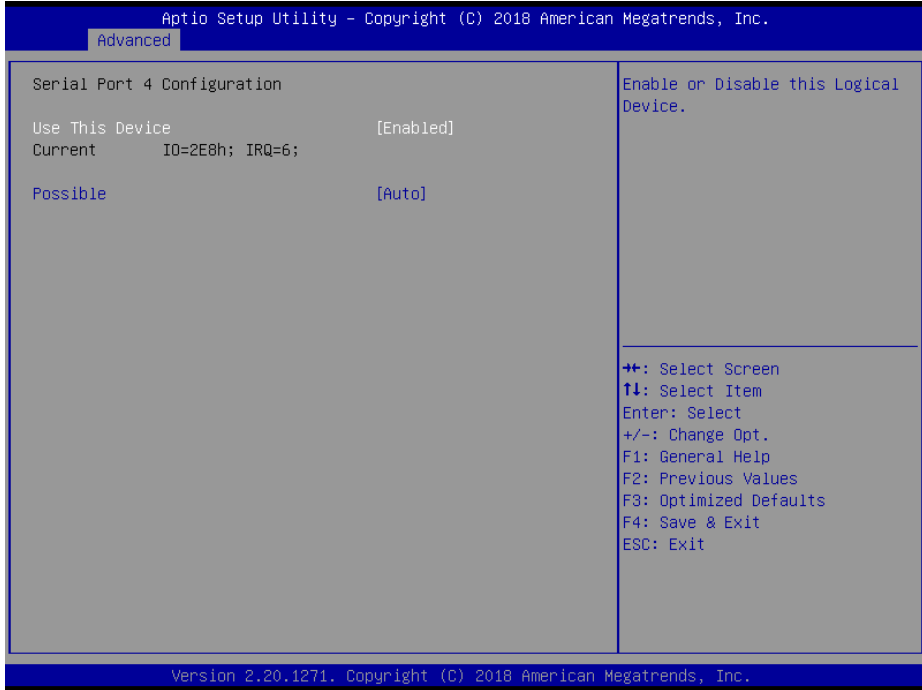 Aptio Setup Utility – Copyright (C) 2018 American Megatrends, Inc.
Advanced
Serial Port 4 Configuration
Use This Device [Enabled]
Current IO=2E8h; IRQ=6;
Possible [Auto]
Enable or Disable this Logical
Device.
→←: Select Screen
↑↓: Select Item
Enter: Select
+/-: Change Opt.
F1: General Help
F2: Previous Values
F3: Optimized Defaults
F4: Save & Exit
ESC: Exit
Version 2.20.1271. Copyright (C) 2018 American Megatrends, Inc.